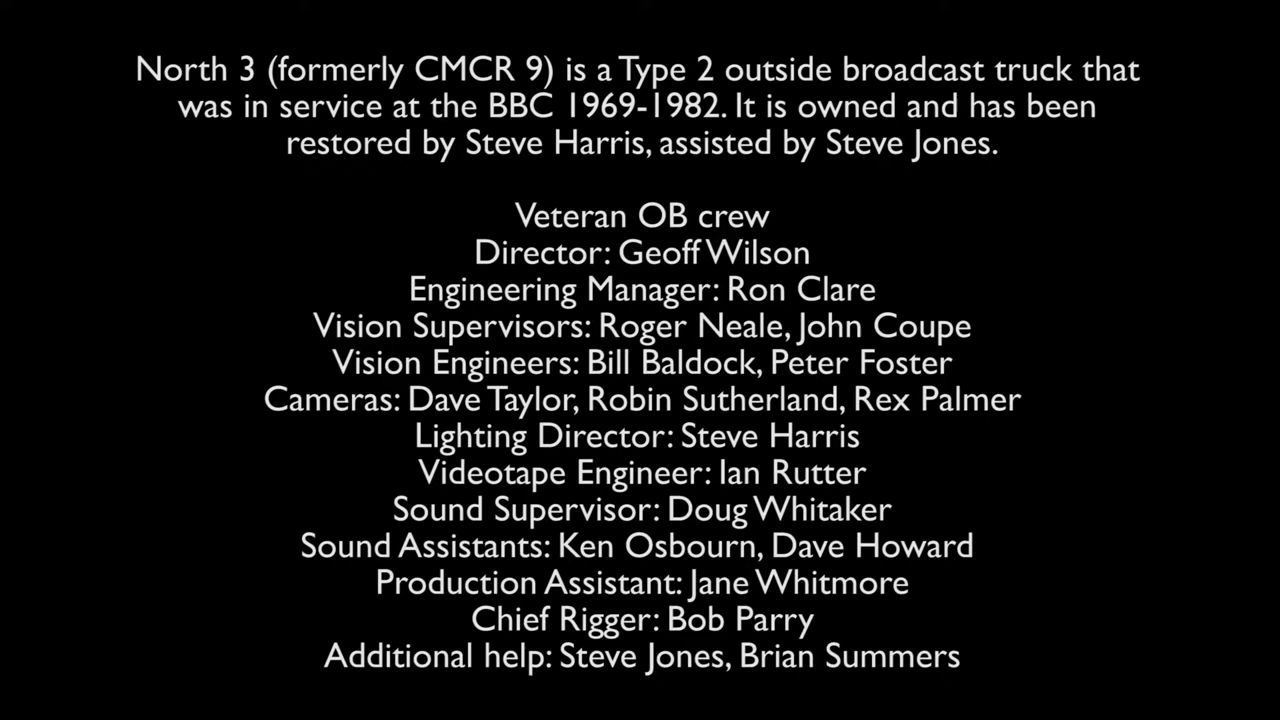 North 3 (formerly CMCR 9) is a Type 2 outside broadcast truck that
was in service at the BBC 1969-1982. It is owned and has been
restored by Steve Harris, assisted by Steve Jones.
Veteran OB crew
Director: Geoff Wilson
Engineering Manager: Ron Clare
Vision Supervisors: Roger Neale, John Coupe
Vision Engineers: Bill Baldock, Peter Foster
Cameras: Dave Taylor, Robin Sutherland, Rex Palmer
Lighting Director: Steve Harris
Videotape Engineer: Ian Rutter
Sound Supervisor: Doug Whitaker
Sound Assistants: Ken Osbourn, Dave Howard
Production Assistant: Jane Whitmore
Chief Rigger: Bob Parry
Additional help: Steve Jones, Brian Summers